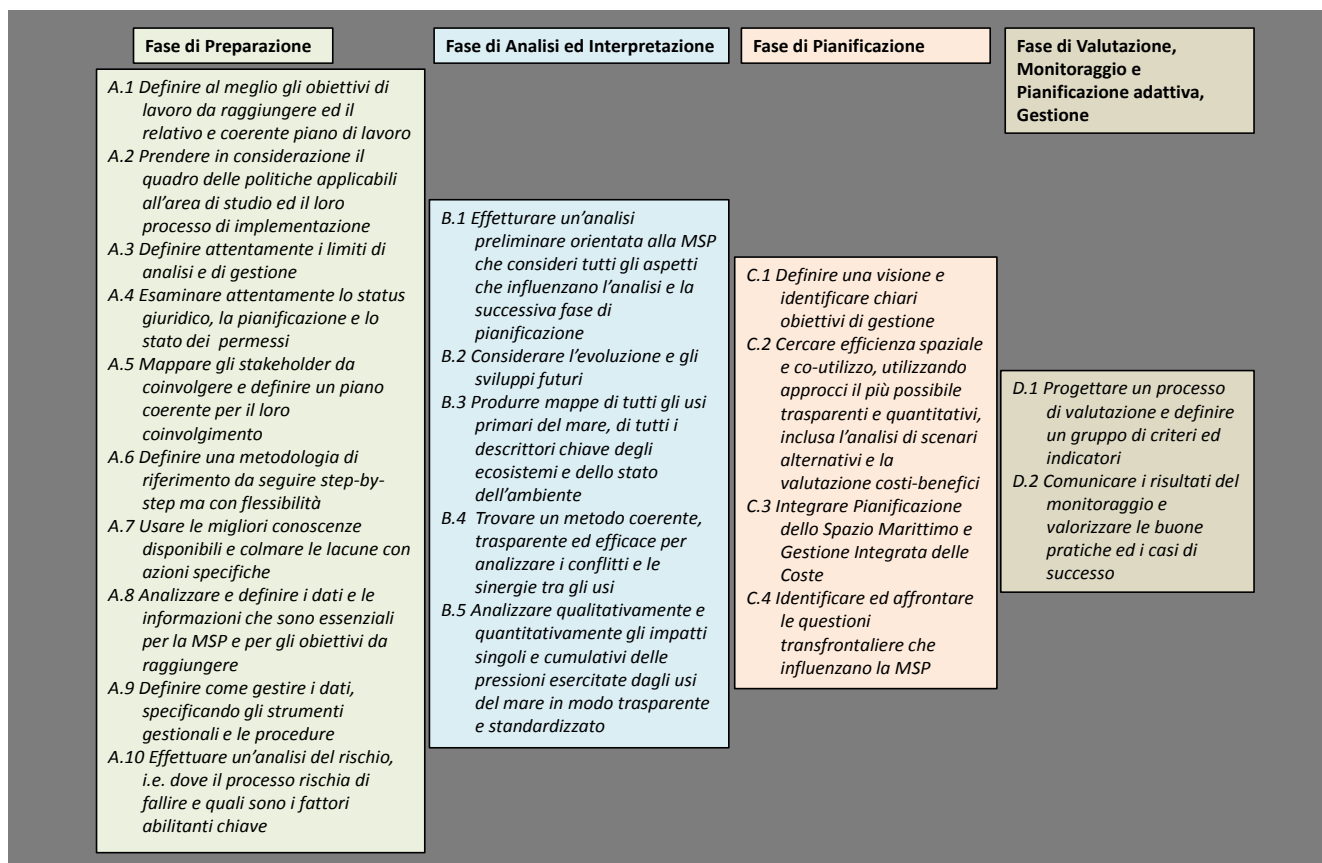 Fase di Preparazione
A.1 Definire al meglio gli obiettivi di
lavoro da raggiungere ed il
relativo e coerente piano di lavoro
A.2 Prendere in considerazione il
quadro delle politiche applicabili
all'area di studio ed il loro
processo di implementazione
A.3 Definire attentamente i limiti di
analisi e di gestione
A.4 Esaminare attentamente lo status
giuridico, la pianificazione e lo
stato dei permessi
A.5 Mappare gli stakeholder da
coinvolgere e definire un piano
coerente per il loro
coinvolgimento
A.6 Definire una metodologia di
riferimento da seguire step-by-
step ma con flessibilità
A.7 Usare le migliori conoscenze
disponibili e colmare le lacune con
azioni specifiche
A.8 Analizzare e definire i dati e le
informazioni che sono essenziali
per la MSP e per gli obiettivi da
raggiungere
A.9 Definire come gestire i dati,
specificando gli strumenti
gestionali e le procedure
A.10 Effettuare un'analisi del rischio,
i.e. dove il processo rischia di
fallire e quali sono i fattori
abilitanti chiave
Fase di Analisi ed Interpretazione
B.1 Effetturare un'analisi
preliminare orientata alla MSP
che consideri tutti gli aspetti
che influenzano l'analisi e la
successiva fase di
pianificazione
B.2 Considerare l'evoluzione e gli
sviluppi futuri
B.3 Produrre mappe di tutti gli usi
primari del mare, di tutti i
descrittori chiave degli
ecosistemi e dello stato
dell'ambiente
B.4 Trovare un metodo coerente,
trasparente ed efficace per
analizzare i conflitti e le
sinergie tra gli usi
B.5 Analizzare qualitativamente e
quantitativamente gli impatti
singoli e cumulativi delle
pressioni esercitate dagli usi
del mare in modo trasparente
e standardizzato
Fase di Pianificazione
C.1 Definire una visione e
identificare chiari
obiettivi di gestione
C.2 Cercare efficienza spaziale
e co-utilizzo, utilizzando
approcci il più possibile
trasparenti e quantitativi,
inclusa l'analisi di scenari
alternativi e la
valutazione costi-benefici
C.3 Integrare Pianificazione
dello Spazio Marittimo e
Gestione Integrata delle
Coste
C.4 Identificare ed affrontare
le questioni
transfrontaliere che
influenzano la MSP
Fase di Valutazione,
Monitoraggio e
Pianificazione adattiva,
Gestione
D.1 Progettare un processo
di valutazione e definire
un gruppo di criteri ed
indicatori
D.2 Comunicare i risultati del
monitoraggio e
valorizzare le buone
pratiche ed i casi di
successo